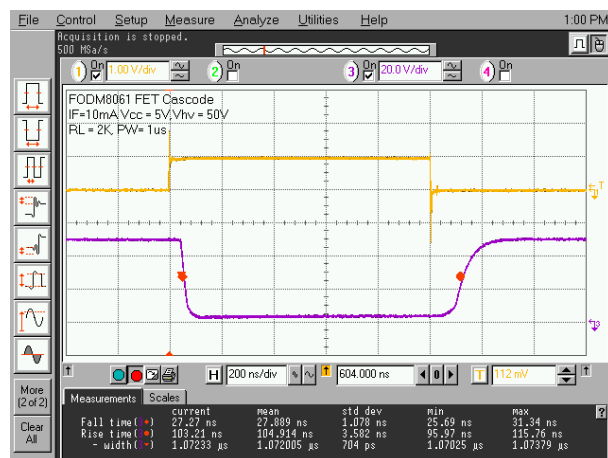 File Control Setup Measure Analyze Utilities Help 1:00 PM
Acquisition is stopped.
500 MSa/s
1 On 1.00 V/div 2 On 3 On 20.0 V/div 4 On
FODM8061 FET Cascode
IF=10mA Vcc = 5V,Vhv = 50V
RL = 2K, PW= 1us
T
1
3
More
(2 of 2)
Clear
All
H 200 ns/div T 604.000 ns 0 T 112 mV
Measurements Scales ?
current mean std dev min max
Fall time( ) 27.27 ns 27.889 ns 1.078 ns 25.69 ns 31.34 ns
Rise time( ) 103.21 ns 104.914 ns 3.582 ns 95.97 ns 115.76 ns
- width( ) 1.07233 µs 1.072005 µs 704 ps 1.07025 µs 1.07379 µs